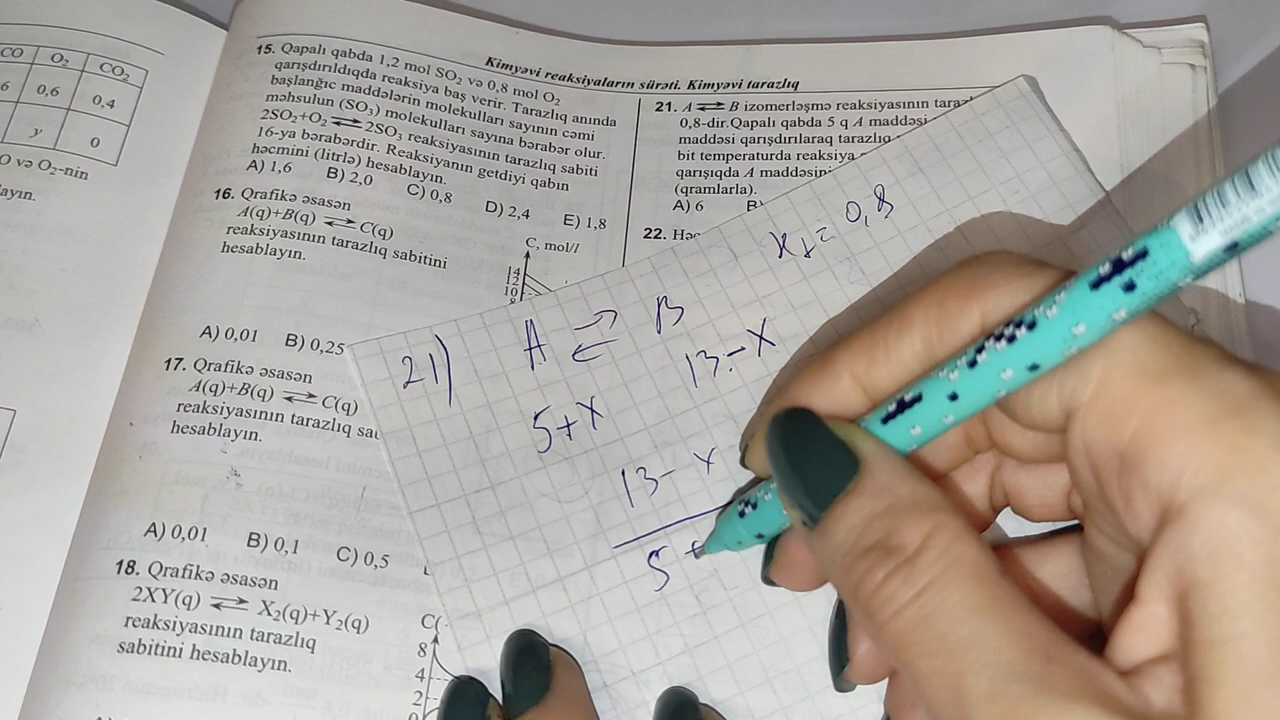 CO O₂ CO₂
6 0,6 0,4
y 0
O və O₂-nin
layın.
Kimyəvi reaksiyaların sürəti. Kimyəvi tarazlıq
15. Qapalı qabda 1,2 mol SO₂ və 0,8 mol O₂
qarışdırıldıqda reaksiya baş verir. Tarazlıq anında
başlanğıc maddələrin molekulları sayının cəmi
məhsulun (SO₃) molekulları sayına bərabər olur.
2SO₂+O₂ ⇄ 2SO₃ reaksiyasının tarazlıq sabiti
16-ya bərabərdir. Reaksiyanın getdiyi qabın
həcmini (litrlə) hesablayın.
A) 1,6 B) 2,0 C) 0,8 D) 2,4 E) 1,8
16. Qrafikə əsasən
A(q)+B(q) ⇄ C(q)
reaksiyasının tarazlıq sabitini
hesablayın.
C, mol/l
14
12
10
8
A) 0,01 B) 0,25
17. Qrafikə əsasən
A(q)+B(q) ⇄ C(q)
reaksiyasının tarazlıq
hesablayın.
A) 0,01 B) 0,1 C) 0,5
18. Qrafikə əsasən
2XY(q) ⇄ X₂(q)+Y₂(q)
reaksiyasının tarazlıq
sabitini hesablayın.
C(
8
4
2
0
21. A ⇄ B izomerləşmə reaksiyasının
0,8-dir. Qapalı qabda 5 q A
maddəsi qarışdırılaraq tarazlıq
bit temperaturda reaksiya
qarışıqda A
(qramlarla).
A) 6 B)
22.
21) A ⇄ B
= 0,8
5+x 13-x
13-x
5+